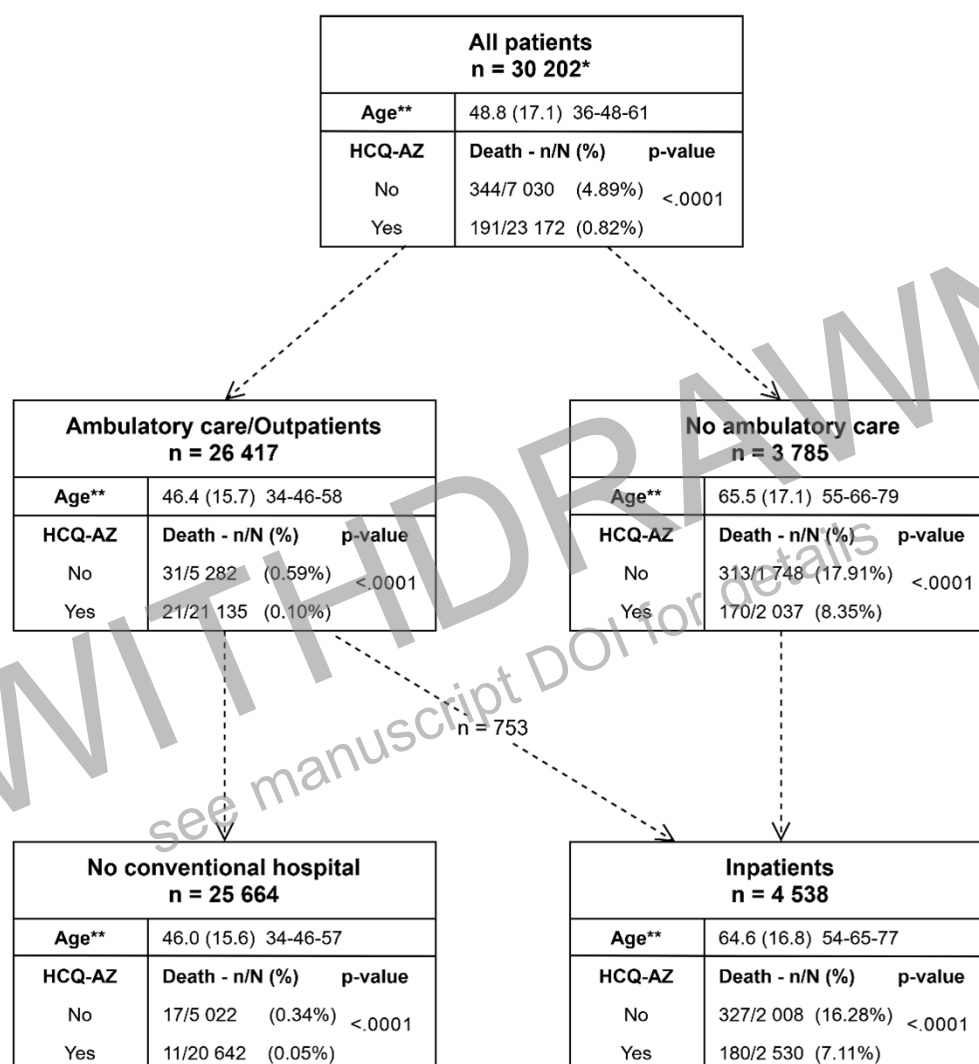 All patients
n = 30 202*
Age** 48.8 (17.1) 36-48-61
HCQ-AZ Death - n/N (%) p-value
No 344/7 030 (4.89%) <.0001
Yes 191/23 172 (0.82%)
Ambulatory care/Outpatients
n = 26 417
Age** 46.4 (15.7) 34-46-58
HCQ-AZ Death - n/N (%) p-value
No 31/5 282 (0.59%) <.0001
Yes 21/21 135 (0.10%)
No ambulatory care
n = 3 785
Age** 65.5 (17.1) 55-66-79
HCQ-AZ Death - n/N (%) p-value
No 313/1 748 (17.91%) <.0001
Yes 170/2 037 (8.35%)
n = 753
No conventional hospital
n = 25 664
Age** 46.0 (15.6) 34-46-57
HCQ-AZ Death - n/N (%) p-value
No 17/5 022 (0.34%) <.0001
Yes 11/20 642 (0.05%)
Inpatients
n = 4 538
Age** 64.6 (16.8) 54-65-77
HCQ-AZ Death - n/N (%) p-value
No 327/2 008 (16.28%) <.0001
Yes 180/2 530 (7.11%)
WITHDRAWN
see manuscript DOI for details